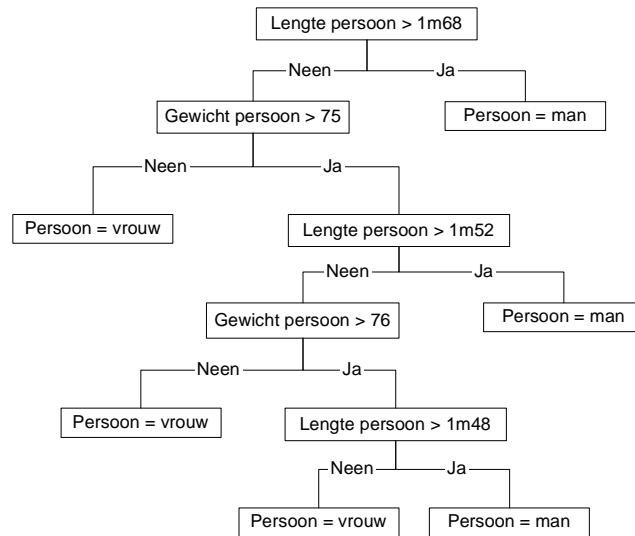 Lengte persoon > 1m68
Neen
Ja
Gewicht persoon > 75
Persoon = man
Neen
Ja
Persoon = vrouw
Lengte persoon > 1m52
Neen
Ja
Gewicht persoon > 76
Persoon = man
Neen
Ja
Persoon = vrouw
Lengte persoon > 1m48
Neen
Ja
Persoon = vrouw
Persoon = man